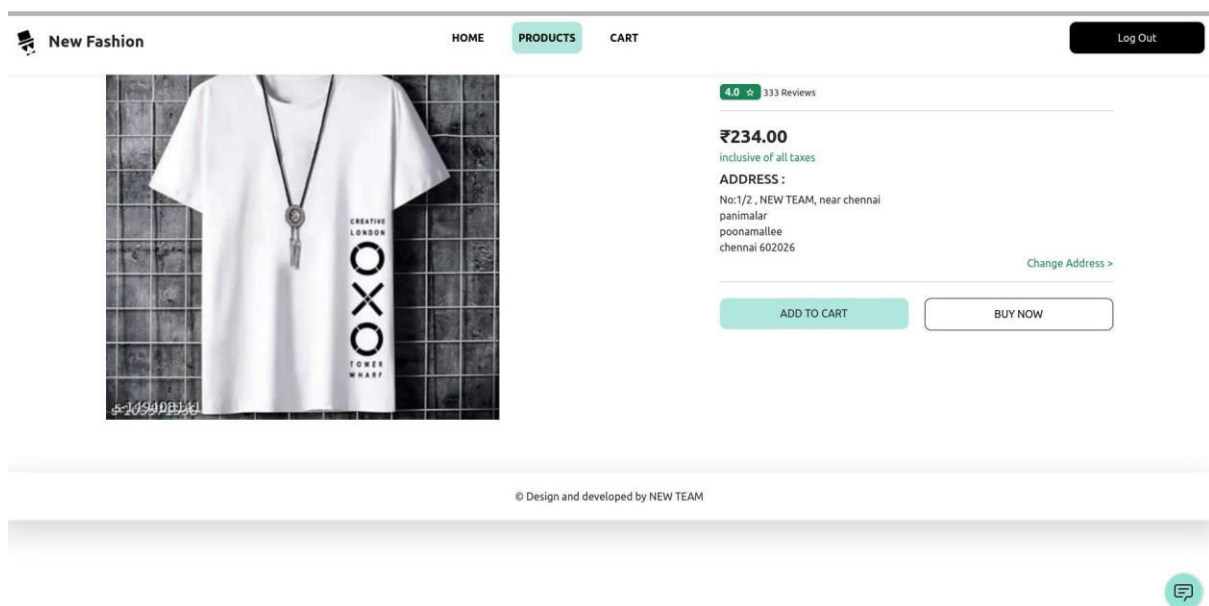 New Fashion
HOME
PRODUCTS
CART
Log Out
CREATIVE
LONDON
OXO
TOWER
WHARF
4.0 ☆ 333 Reviews
₹234.00
inclusive of all taxes
ADDRESS :
No:1/2 , NEW TEAM, near chennai
panimalar
poonamallee
chennai 602026
Change Address >
ADD TO CART
BUY NOW
© Design and developed by NEW TEAM